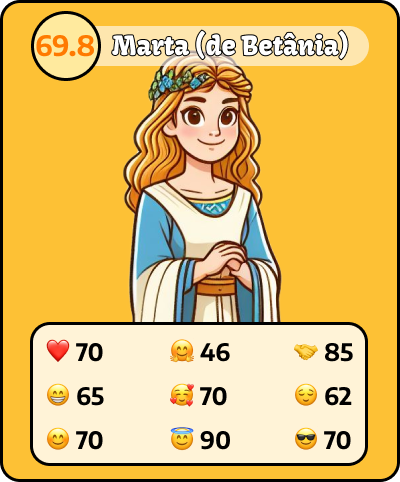 69.8 Marta (de Betânia)
❤️ 70 🤗 46 🤝 85
😁 65 🥰 70 😌 62
😊 70 😇 90 😎 70